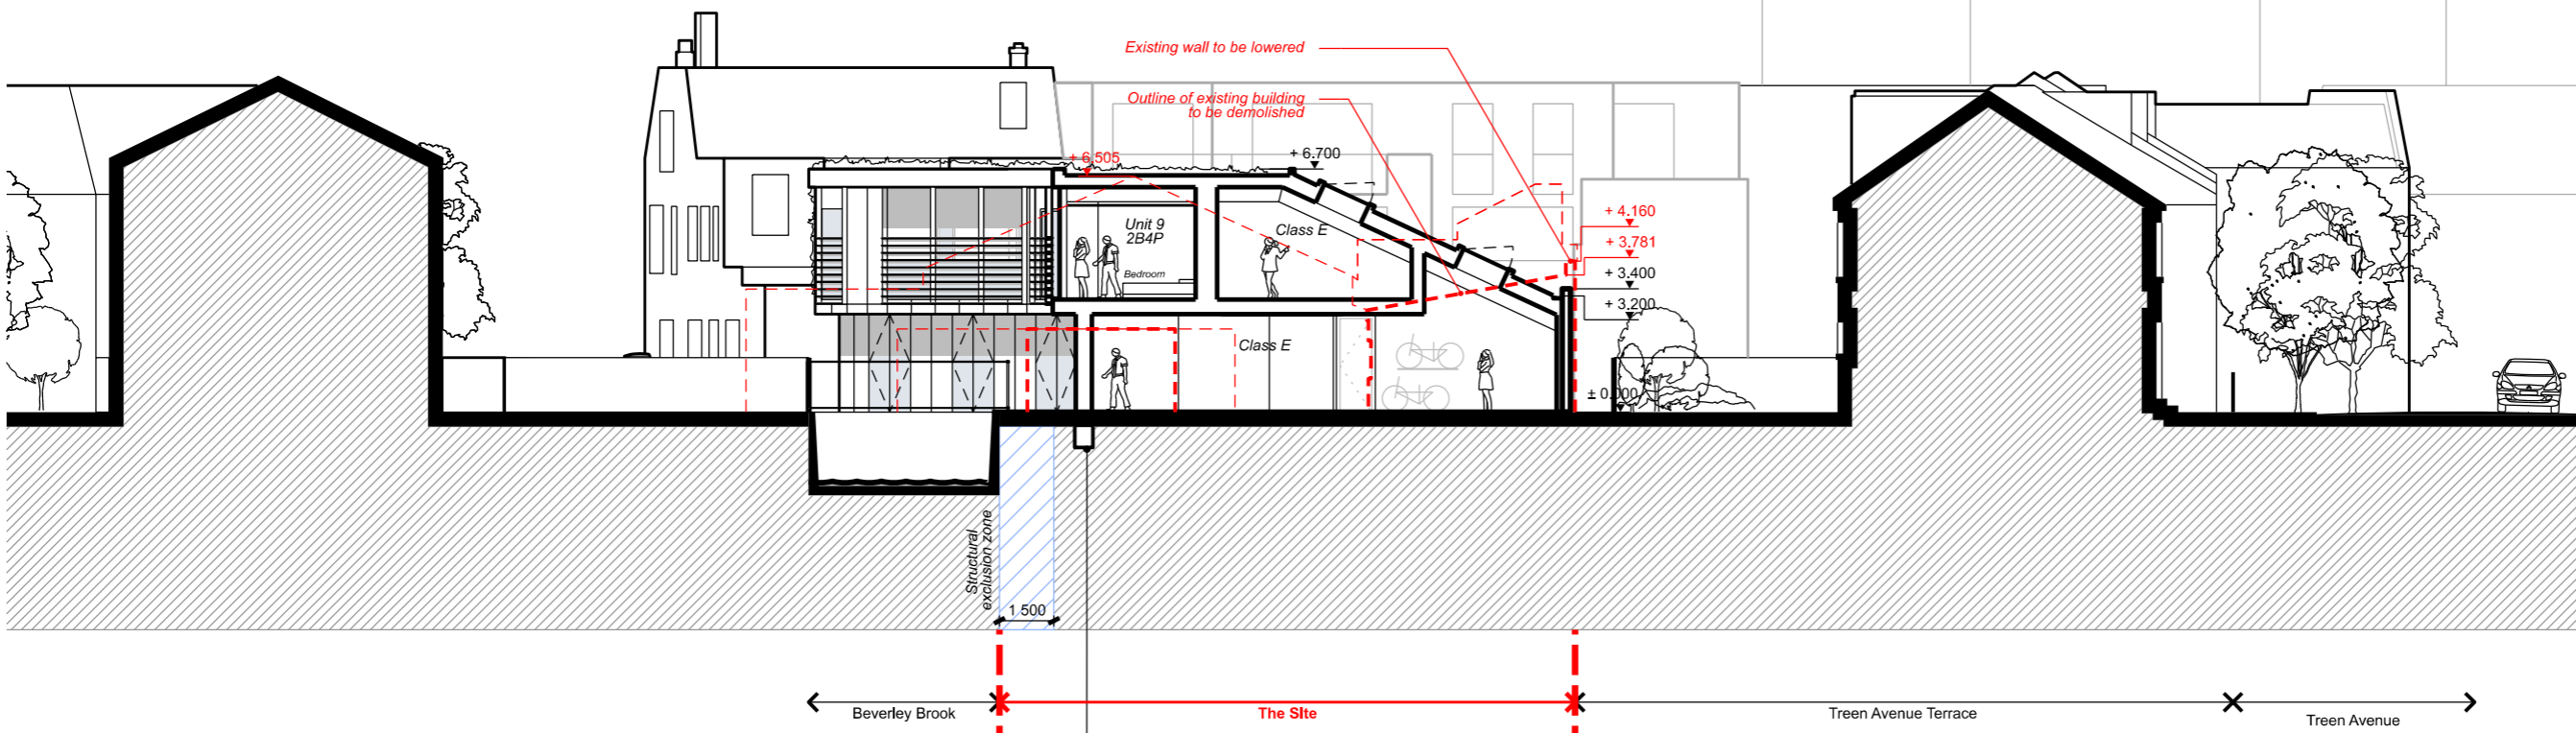 Existing wall to be lowered
Outline of existing building
to be demolished
+ 6.505
+ 6.700
+ 4.160
+ 3.781
+ 3.400
+ 3.200
± 0.000
Unit 9
2B4P
Bedroom
Class E
Class E
Structural
exclusion zone
1 500
Beverley Brook
The SIte
Treen Avenue Terrace
Treen Avenue